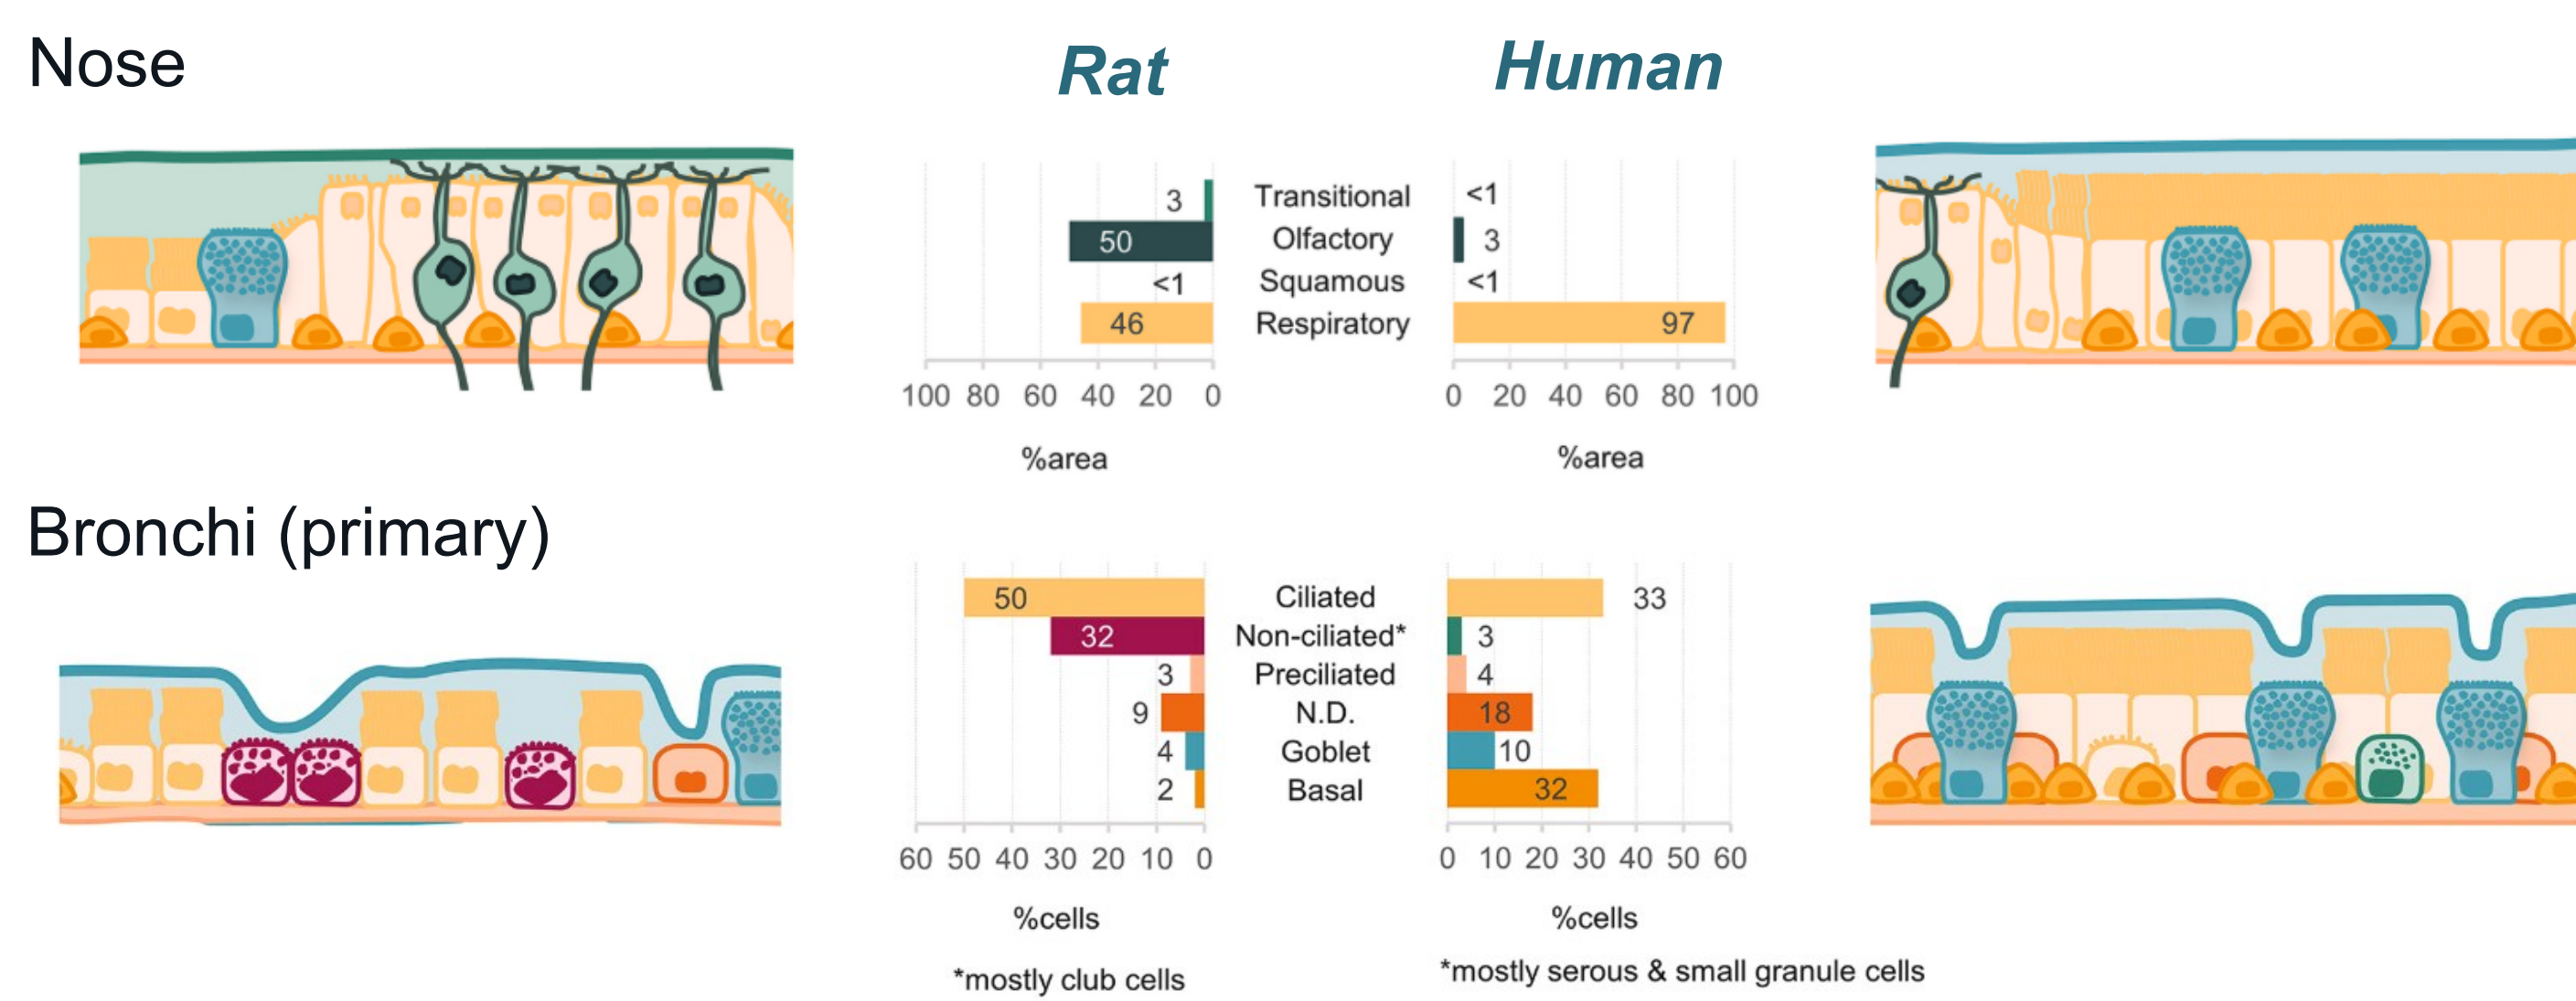 Nose
Rat Human
3 Transitional <1
50 Olfactory 3
<1 Squamous <1
46 Respiratory 97
100 80 60 40 20 0 0 20 40 60 80 100
%area %area
Bronchi (primary)
50 Ciliated 33
32 Non-ciliated* 3
3 Preciliated 4
9 N.D. 18
4 Goblet 10
2 Basal 32
60 50 40 30 20 10 0 0 10 20 30 40 50 60
%cells %cells
*mostly club cells *mostly serous & small granule cells